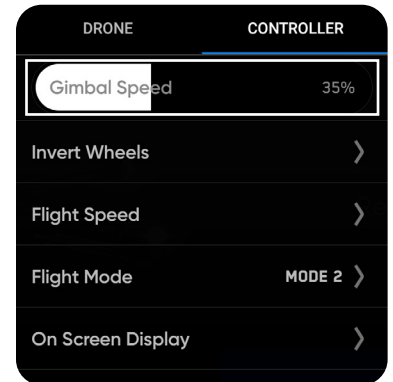 DRONE CONTROLLER
Gimbal Speed 35%
Invert Wheels
Flight Speed
Flight Mode MODE 2
On Screen Display